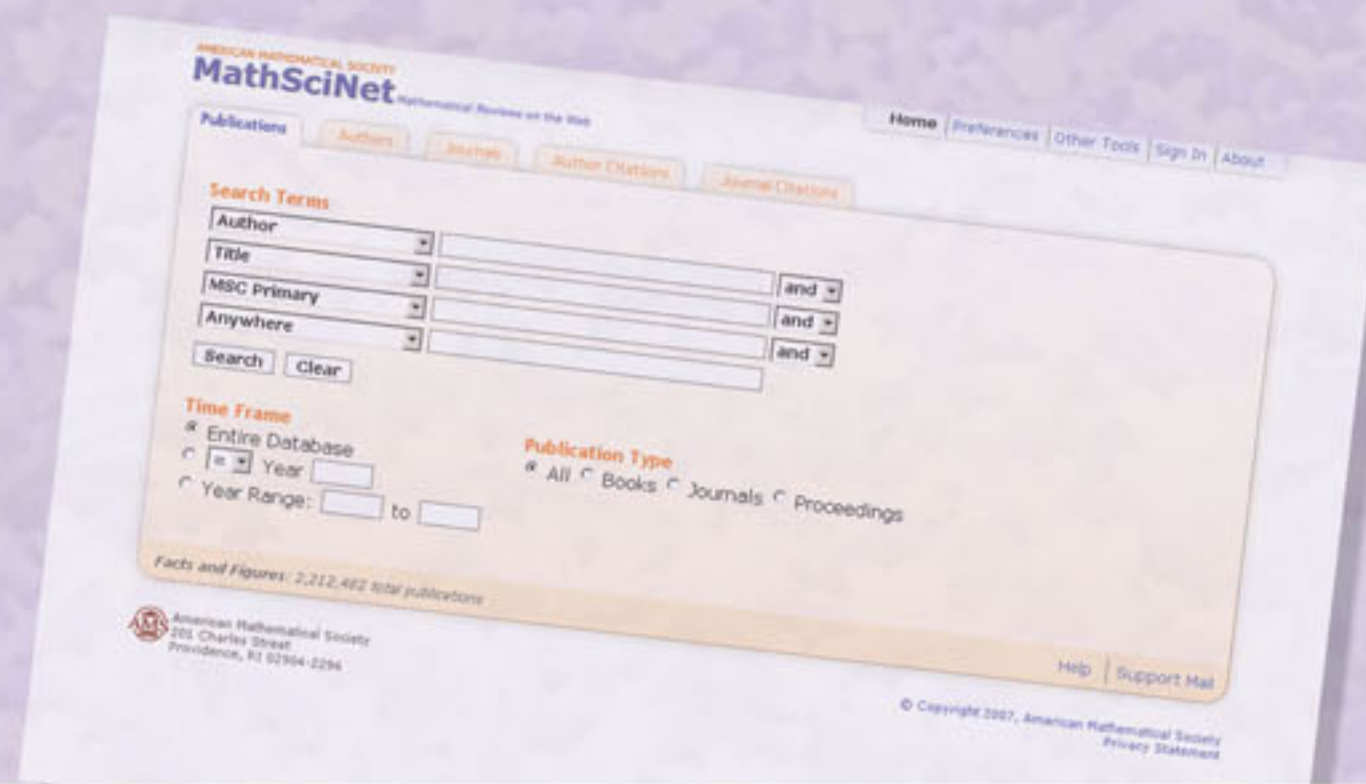 AMERICAN MATHEMATICAL SOCIETY
MathSciNet Mathematical Reviews on the Web
Home | Preferences | Other Tools | Sign In | About
Publications Authors Journals Author Citations Journal Citations
Search Terms
Author and
Title and
MSC Primary and
Anywhere
Search Clear
Time Frame
Entire Database
= Year
Year Range: to
Publication Type
All Books Journals Proceedings
Facts and Figures: 2,212,482 total publications
Help | Support Mail
AMS
American Mathematical Society
201 Charles Street
Providence, RI 02904-2294
© Copyright 2007, American Mathematical Society
Privacy Statement